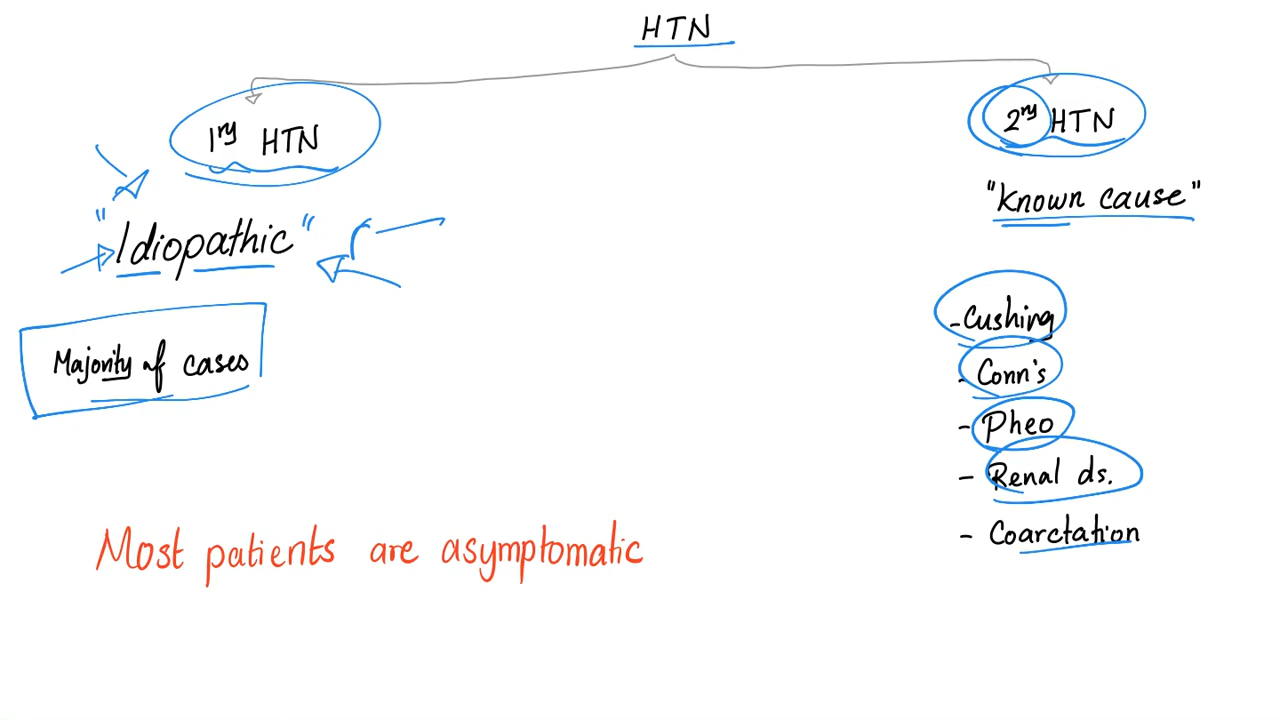 HTN
1ry HTN
"Idiopathic"
Majority of cases
2ry HTN
"Known cause"
- Cushing
- Conn's
- Pheo
- Renal ds.
- Coarctation
Most patients are asymptomatic